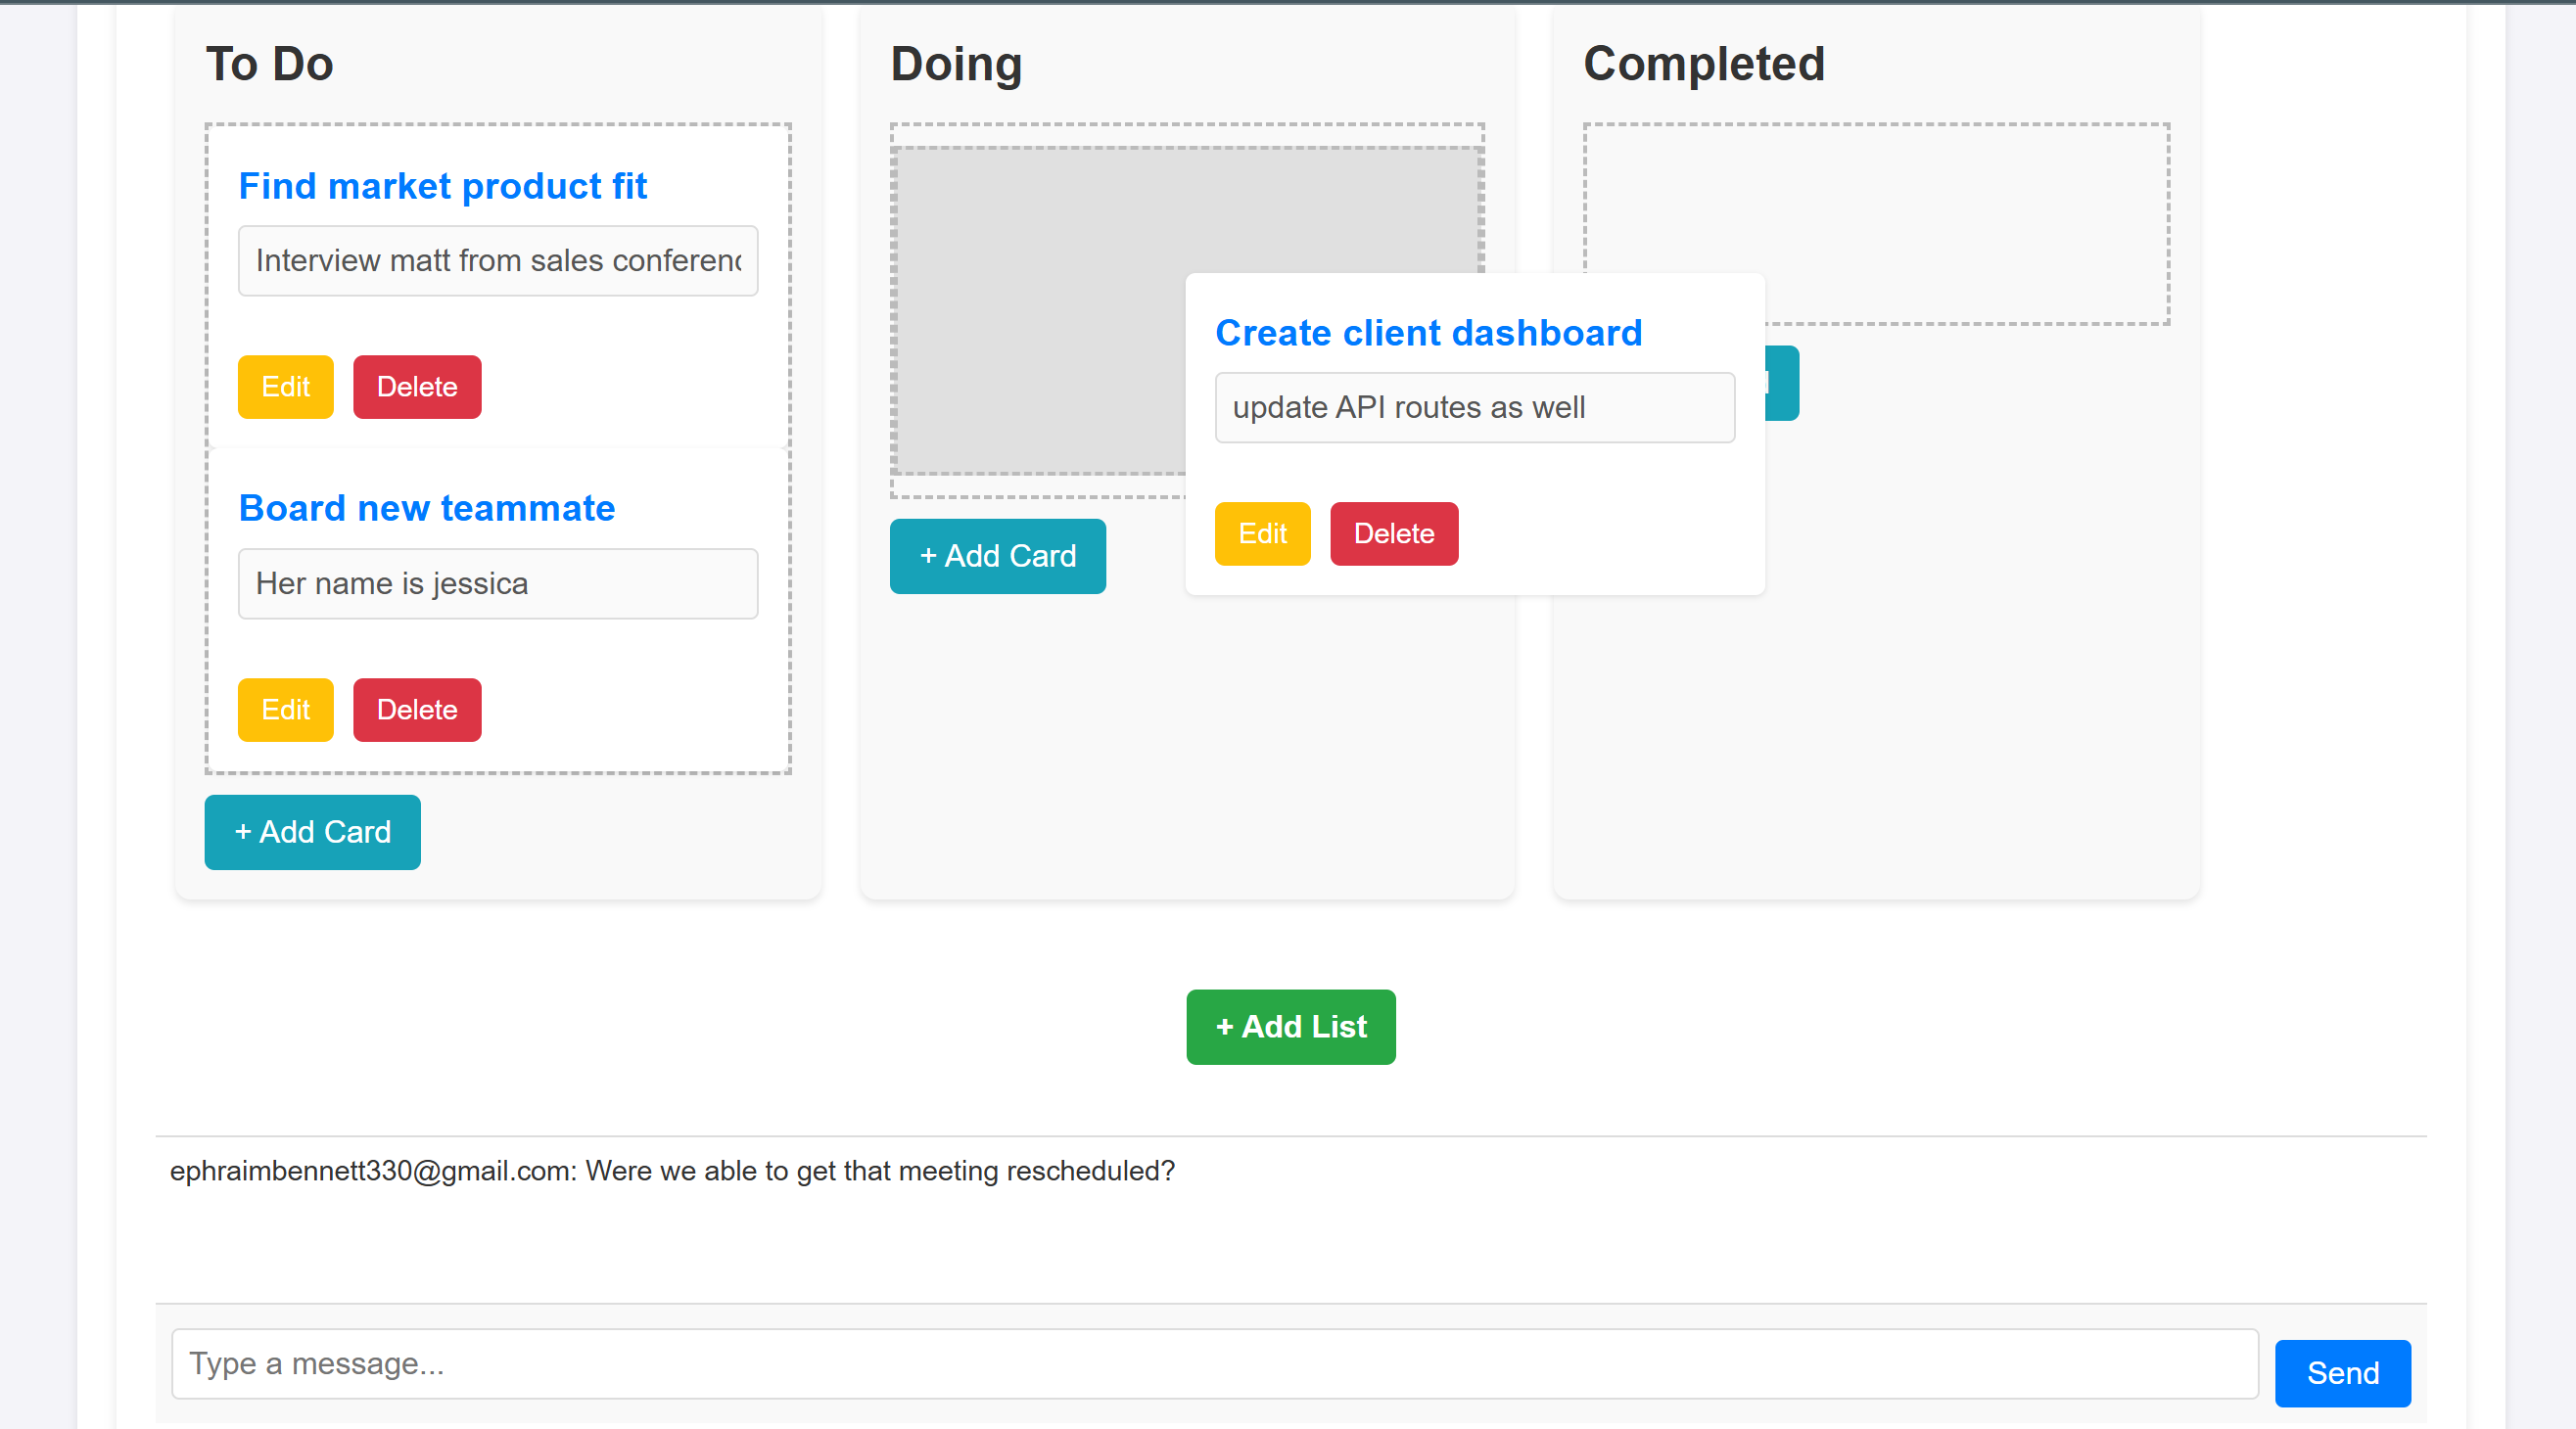 To Do
Find market product fit
Interview matt from sales conferenc
Edit Delete
Board new teammate
Her name is jessica
Edit Delete
+ Add Card
Doing
+ Add Card
Create client dashboard
update API routes as well
Edit Delete
Completed
+ Add List
ephraimbennett330@gmail.com: Were we able to get that meeting rescheduled?
Type a message...
Send